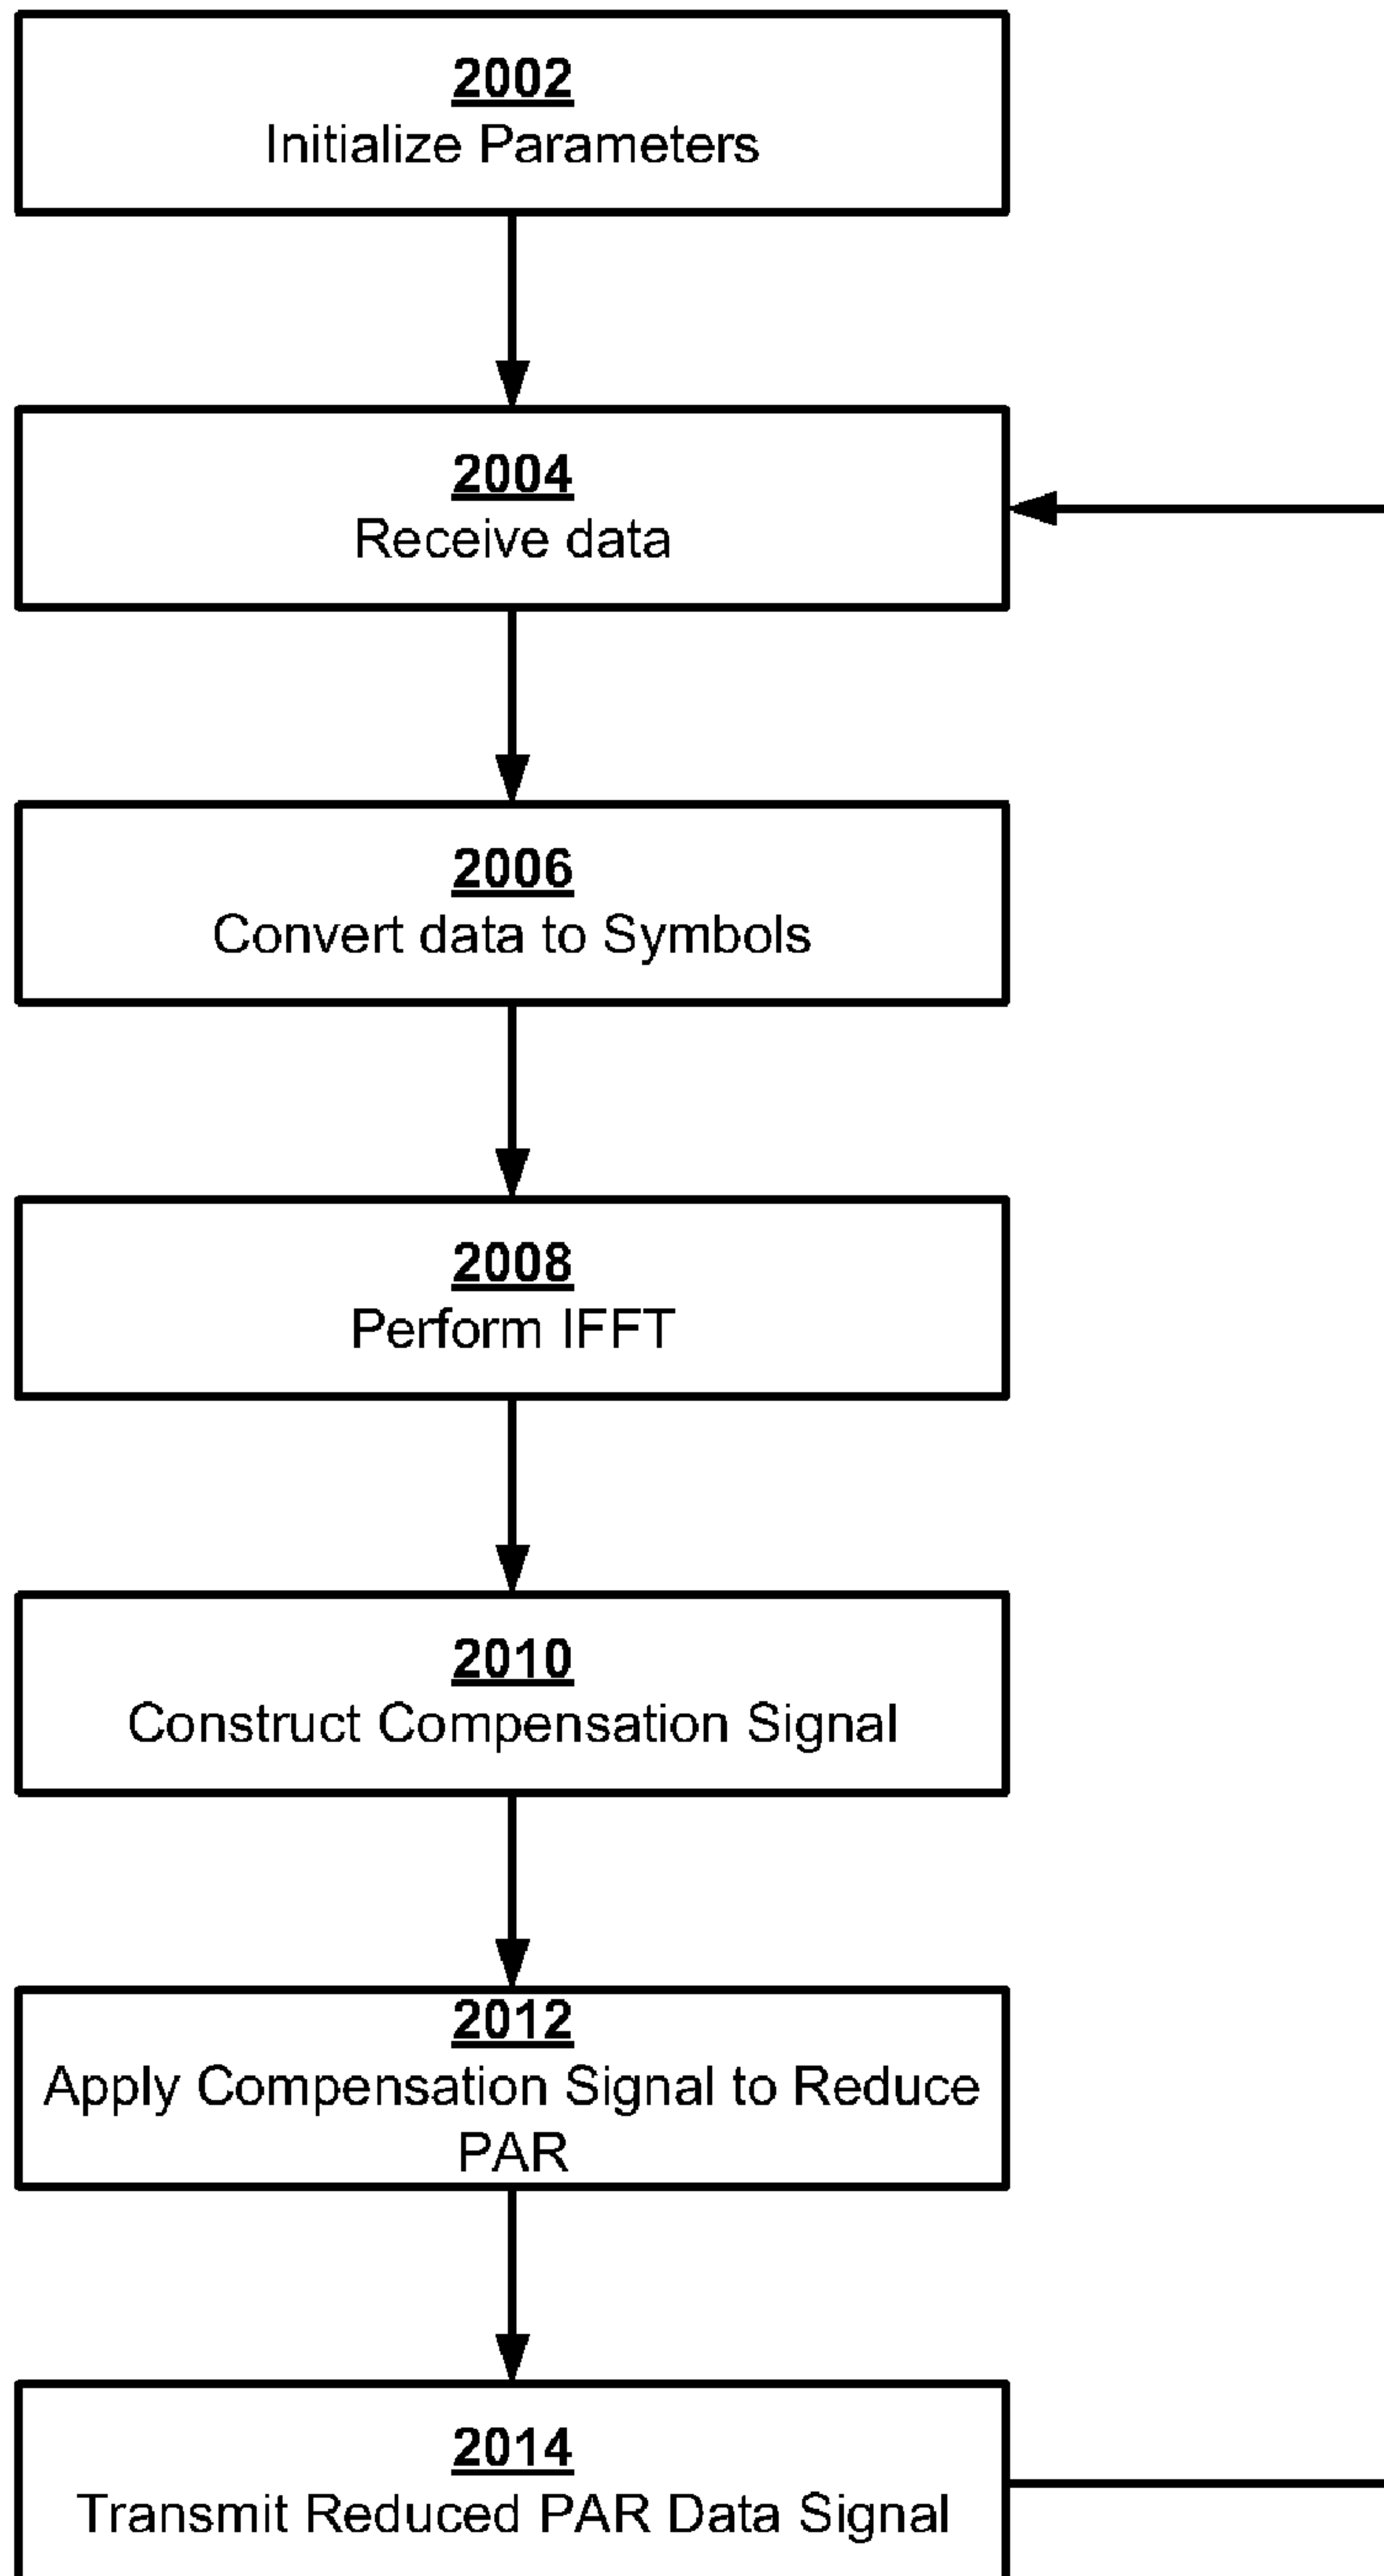 2002
Initialize Parameters
2004
Receive data
2006
Convert data to Symbols
2008
Perform IFFT
2010
Construct Compensation Signal
2012
Apply Compensation Signal to Reduce
PAR
2014
Transmit Reduced PAR Data Signal